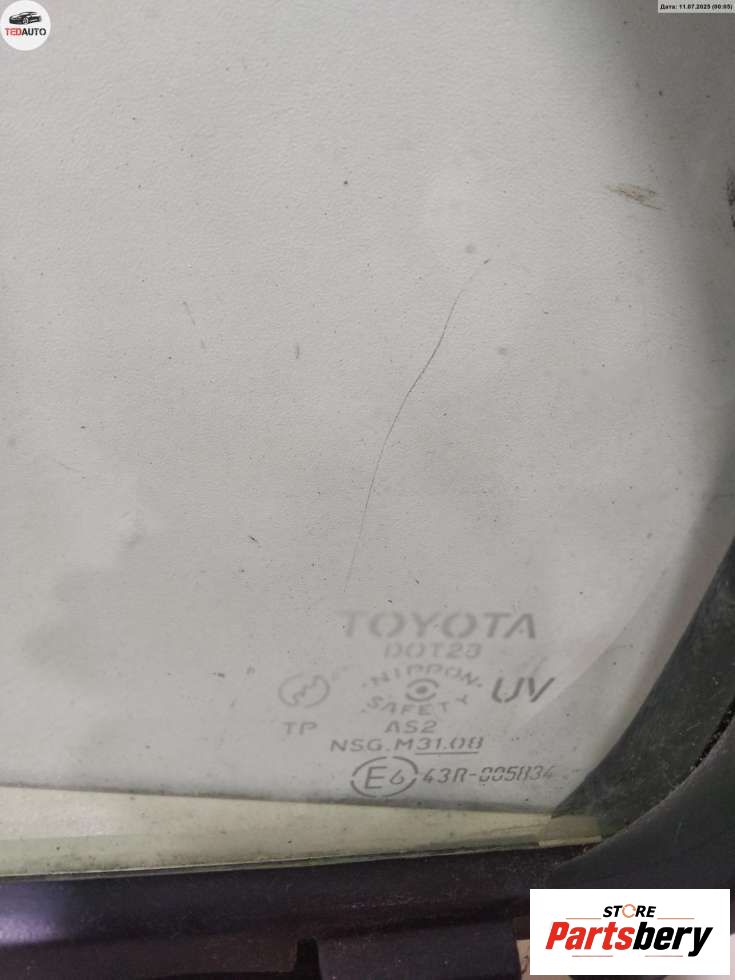 TEDAUTO
Дата: 11.07.2025 (00:05)
TOYOTA
DOT23
NIPPON
SAFETY
UV
TP
AS2
NSG.M31.08
E4 43R-005834
STORE
Partsbery